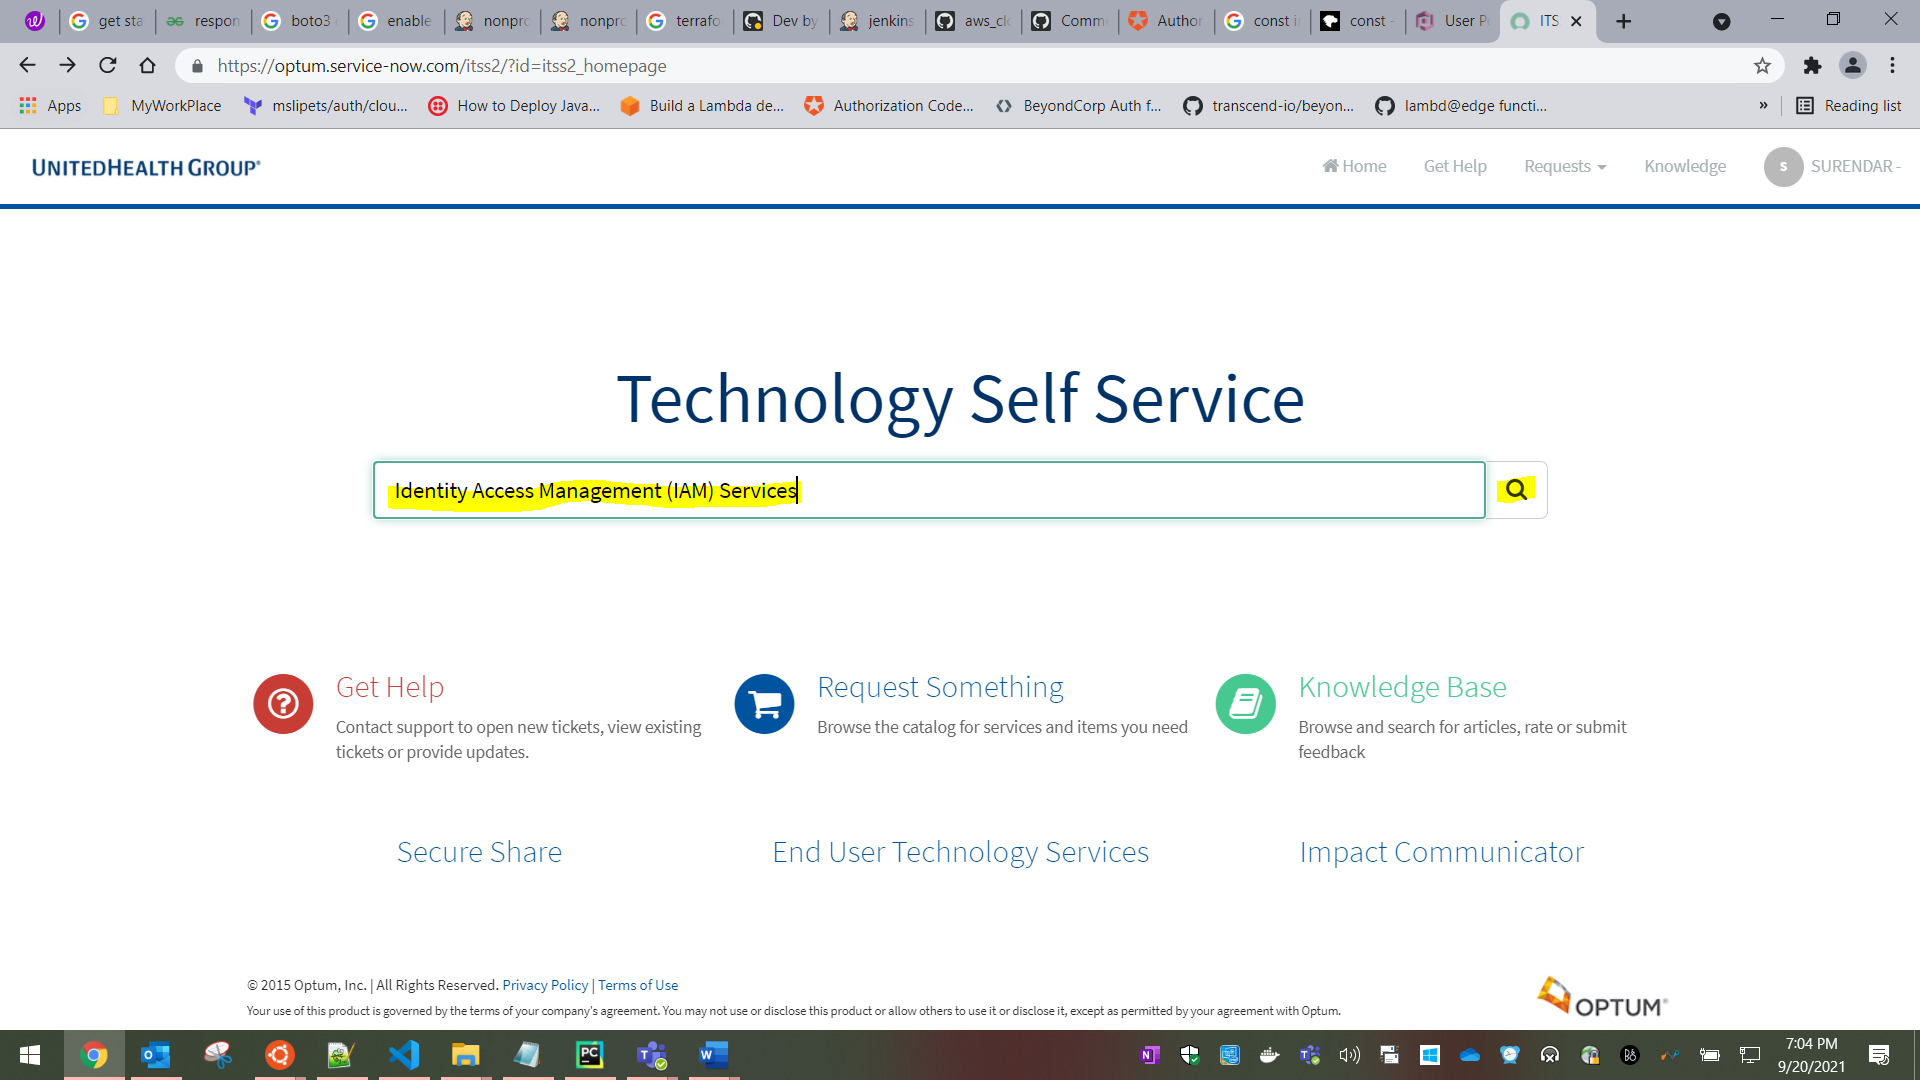 get sta
respon
boto3
enable
nonpro
nonpro
terrafo
Dev by
jenkins
aws_clo
Comm
Author
const i
const -
User P
ITS
https://optum.service-now.com/itss2/?id=itss2_homepage
Apps
MyWorkPlace
mslipets/auth/clou...
How to Deploy Java...
Build a Lambda de...
Authorization Code...
BeyondCorp Auth f...
transcend-io/beyon...
lambd@edge functi...
»
Reading list
UNITEDHEALTH GROUP®
Home
Get Help
Requests
Knowledge
S
SURENDAR -
Technology Self Service
Identity Access Management (IAM) Services
Get Help
Contact support to open new tickets, view existing
tickets or provide updates.
Request Something
Browse the catalog for services and items you need
Knowledge Base
Browse and search for articles, rate or submit
feedback
Secure Share
End User Technology Services
Impact Communicator
© 2015 Optum, Inc. | All Rights Reserved. Privacy Policy | Terms of Use
Your use of this product is governed by the terms of your company's agreement. You may not use or disclose this product or allow others to use it or disclose it, except as permitted by your agreement with Optum.
OPTUM®
7:04 PM
9/20/2021